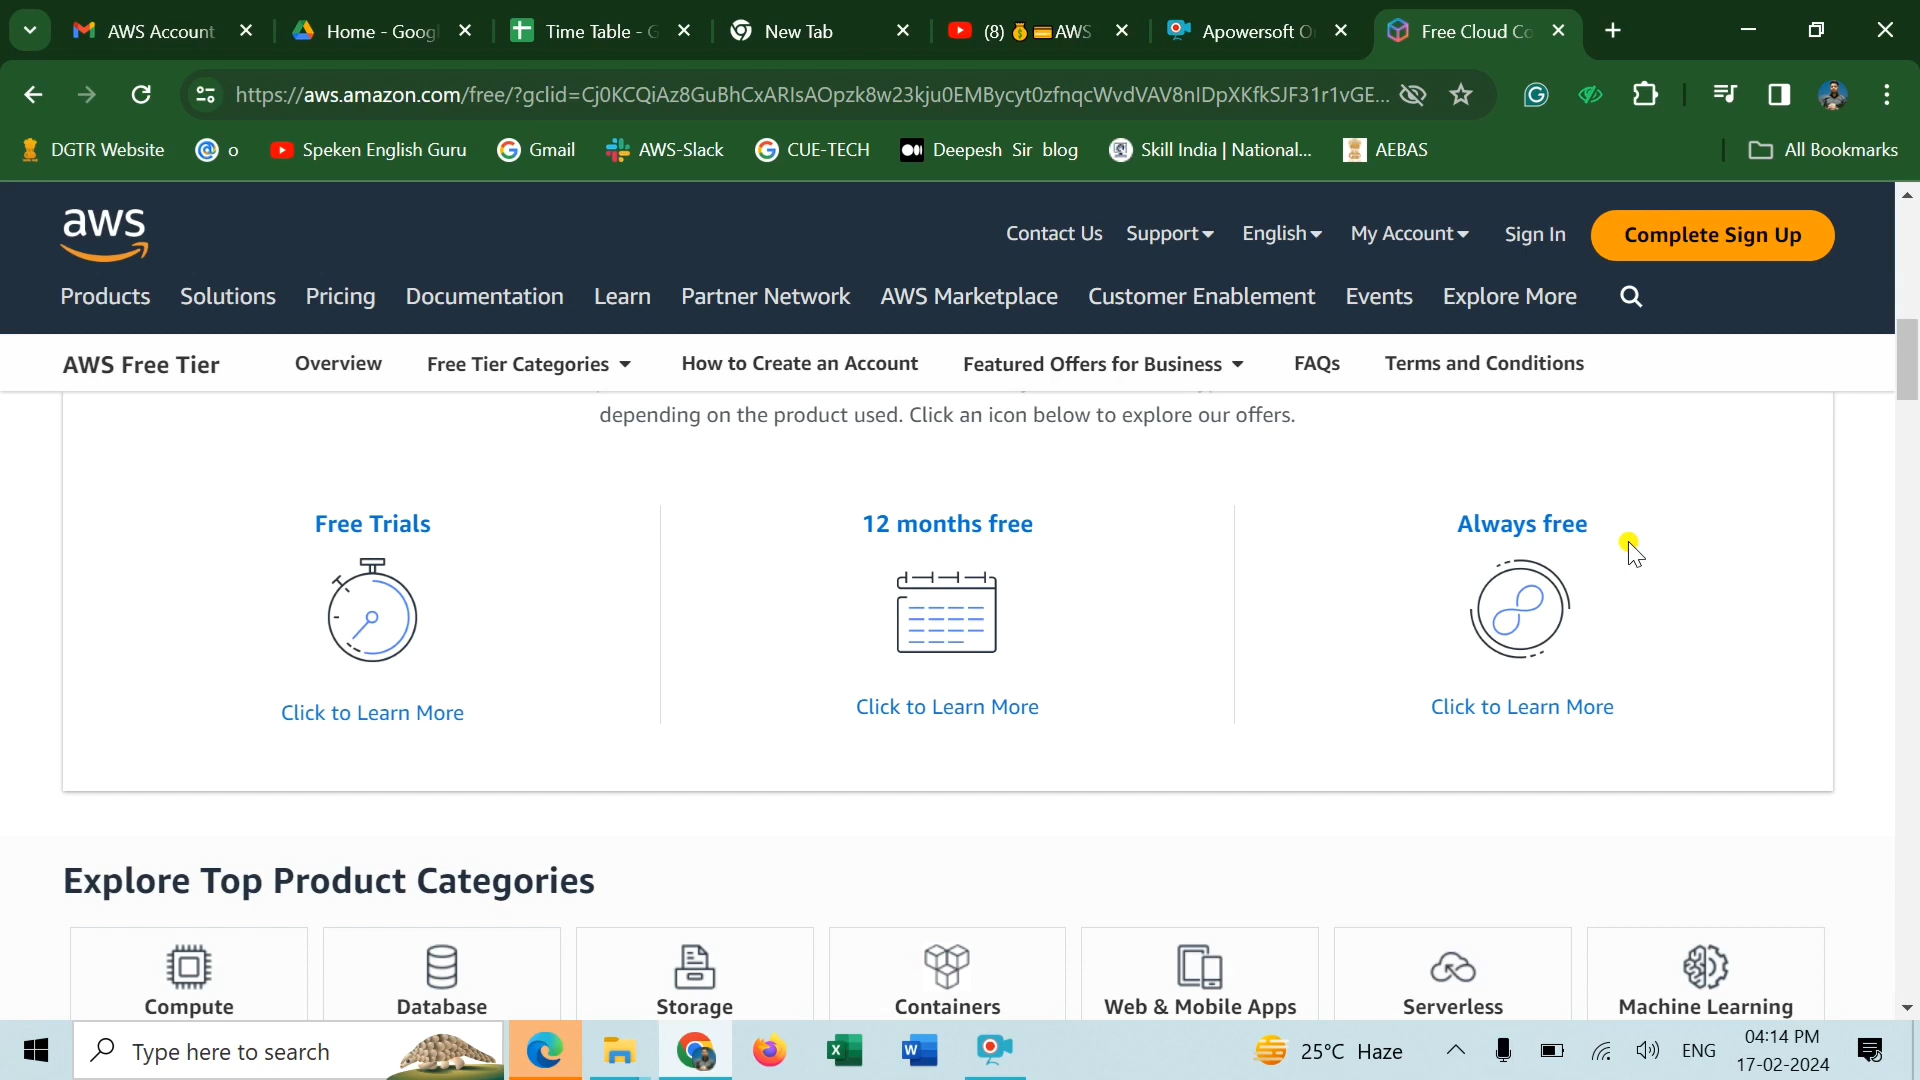 AWS Account
Home - Goog
Time Table - G
New Tab
(8) 💰💳AWS
Apowersoft O
Free Cloud Co
https://aws.amazon.com/free/?gclid=Cj0KCQiAz8GuBhCxARIsAOpzk8w23kju0EMBycyt0zfnqcWvdVAV8nIDpXKfkSJF31r1vGE...
DGTR Website
o
Speken English Guru
Gmail
AWS-Slack
CUE-TECH
Deepesh Sir blog
Skill India | National...
AEBAS
All Bookmarks
aws
Contact Us
Support
English
My Account
Sign In
Complete Sign Up
Products
Solutions
Pricing
Documentation
Learn
Partner Network
AWS Marketplace
Customer Enablement
Events
Explore More
AWS Free Tier
Overview
Free Tier Categories
How to Create an Account
Featured Offers for Business
FAQs
Terms and Conditions
depending on the product used. Click an icon below to explore our offers.
Free Trials
12 months free
Always free
Click to Learn More
Click to Learn More
Click to Learn More
Explore Top Product Categories
Compute
Database
Storage
Containers
Web & Mobile Apps
Serverless
Machine Learning
Type here to search
25°C Haze
ENG
04:14 PM
17-02-2024